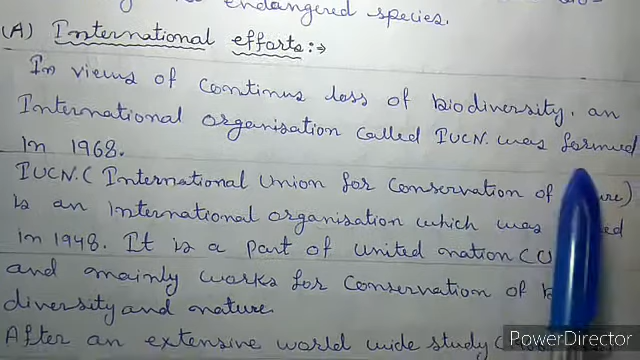 endangered species.
(A) International efforts:→
In views of Continus loss of biodiversity, an
International organisation called IUCN. was formed
in 1968.
IUCN. (International Union for Conservation of
is an International organisation which was
in 1948. It is a part of United nation (U
and mainly works for Conservation of
diversity and nature.
After an extensive world wide study (
PowerDirector